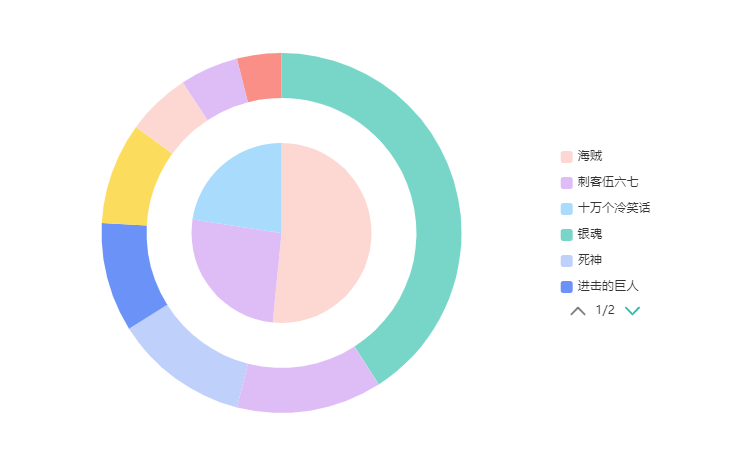 海贼
刺客伍六七
十万个冷笑话
银魂
死神
进击的巨人
1/2